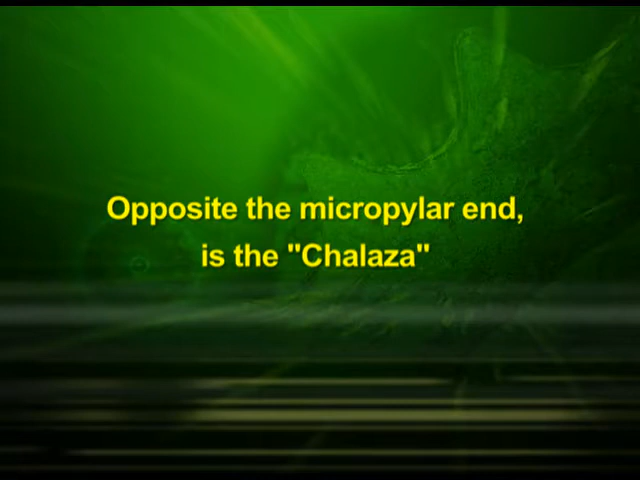 Opposite the micropylar end,
is the "Chalaza"